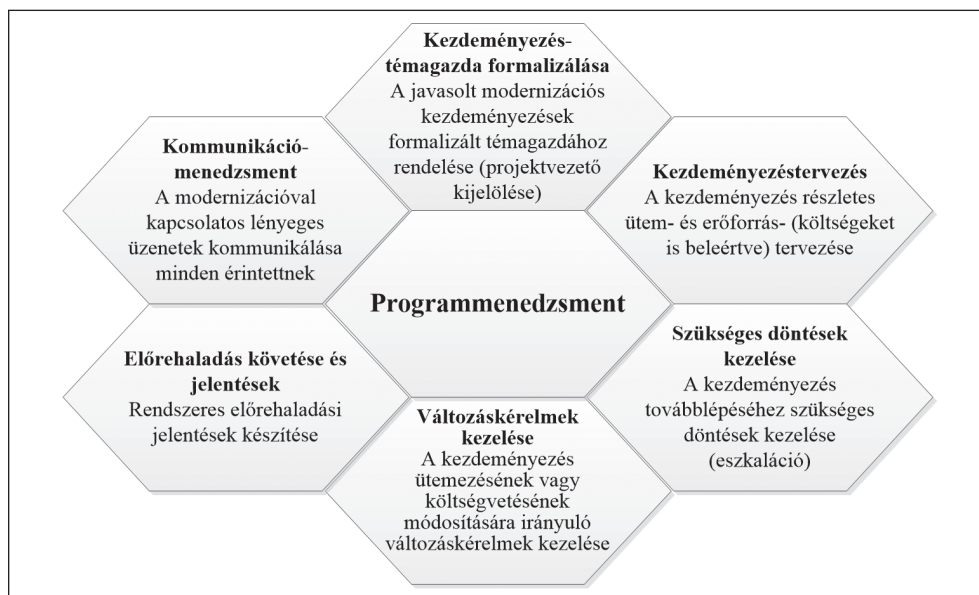 Kezdeményezés-
témagazda formalizálása
A javasolt modernizációs
kezdeményezések
formalizált témagazdához
rendelése (projektvezető
kijelölése)
Kommunikáció-
menedzsment
A modernizációval
kapcsolatos lényeges
üzenetek kommunikálása
minden érintettnek
Kezdeményezéstervezés
A kezdeményezés részletes
ütem- és erőforrás- (költségeket
is beleértve) tervezése
Programmenedzsment
Előrehaladás követése és
jelentések
Rendszeres előrehaladási
jelentések készítése
Szükséges döntések
kezelése
A kezdeményezés
továbblépéséhez szükséges
döntések kezelése
(eszkaláció)
Változáskérelmek
kezelése
A kezdeményezés
ütemezésének vagy
költségvetésének
módosítására irányuló
változáskérelmek kezelése